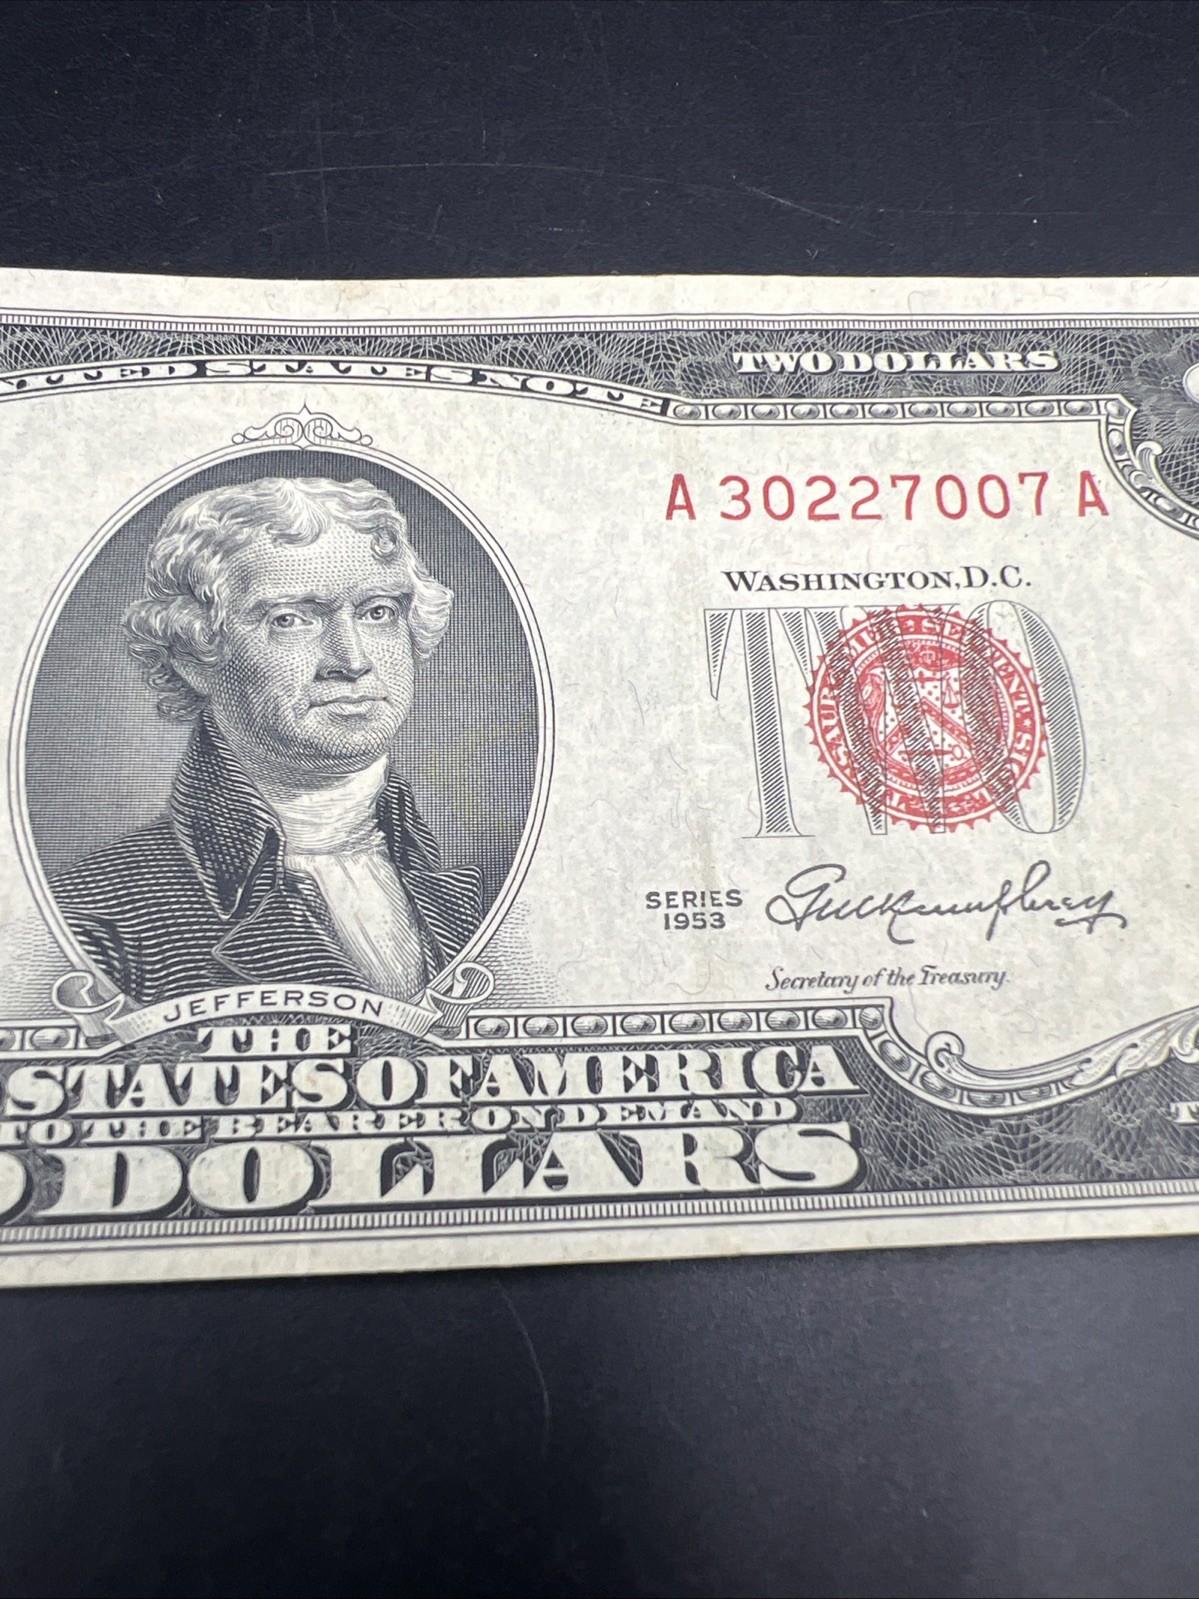 UNITED STATES NOTE
TWO DOLLARS
A 30227007 A
WASHINGTON, D.C.
TWO
SERIES
1953
Secretary of the Treasury.
JEFFERSON
THE
STATES OF AMERICA
TO THE BEARER ON DEMAND
DOLLARS